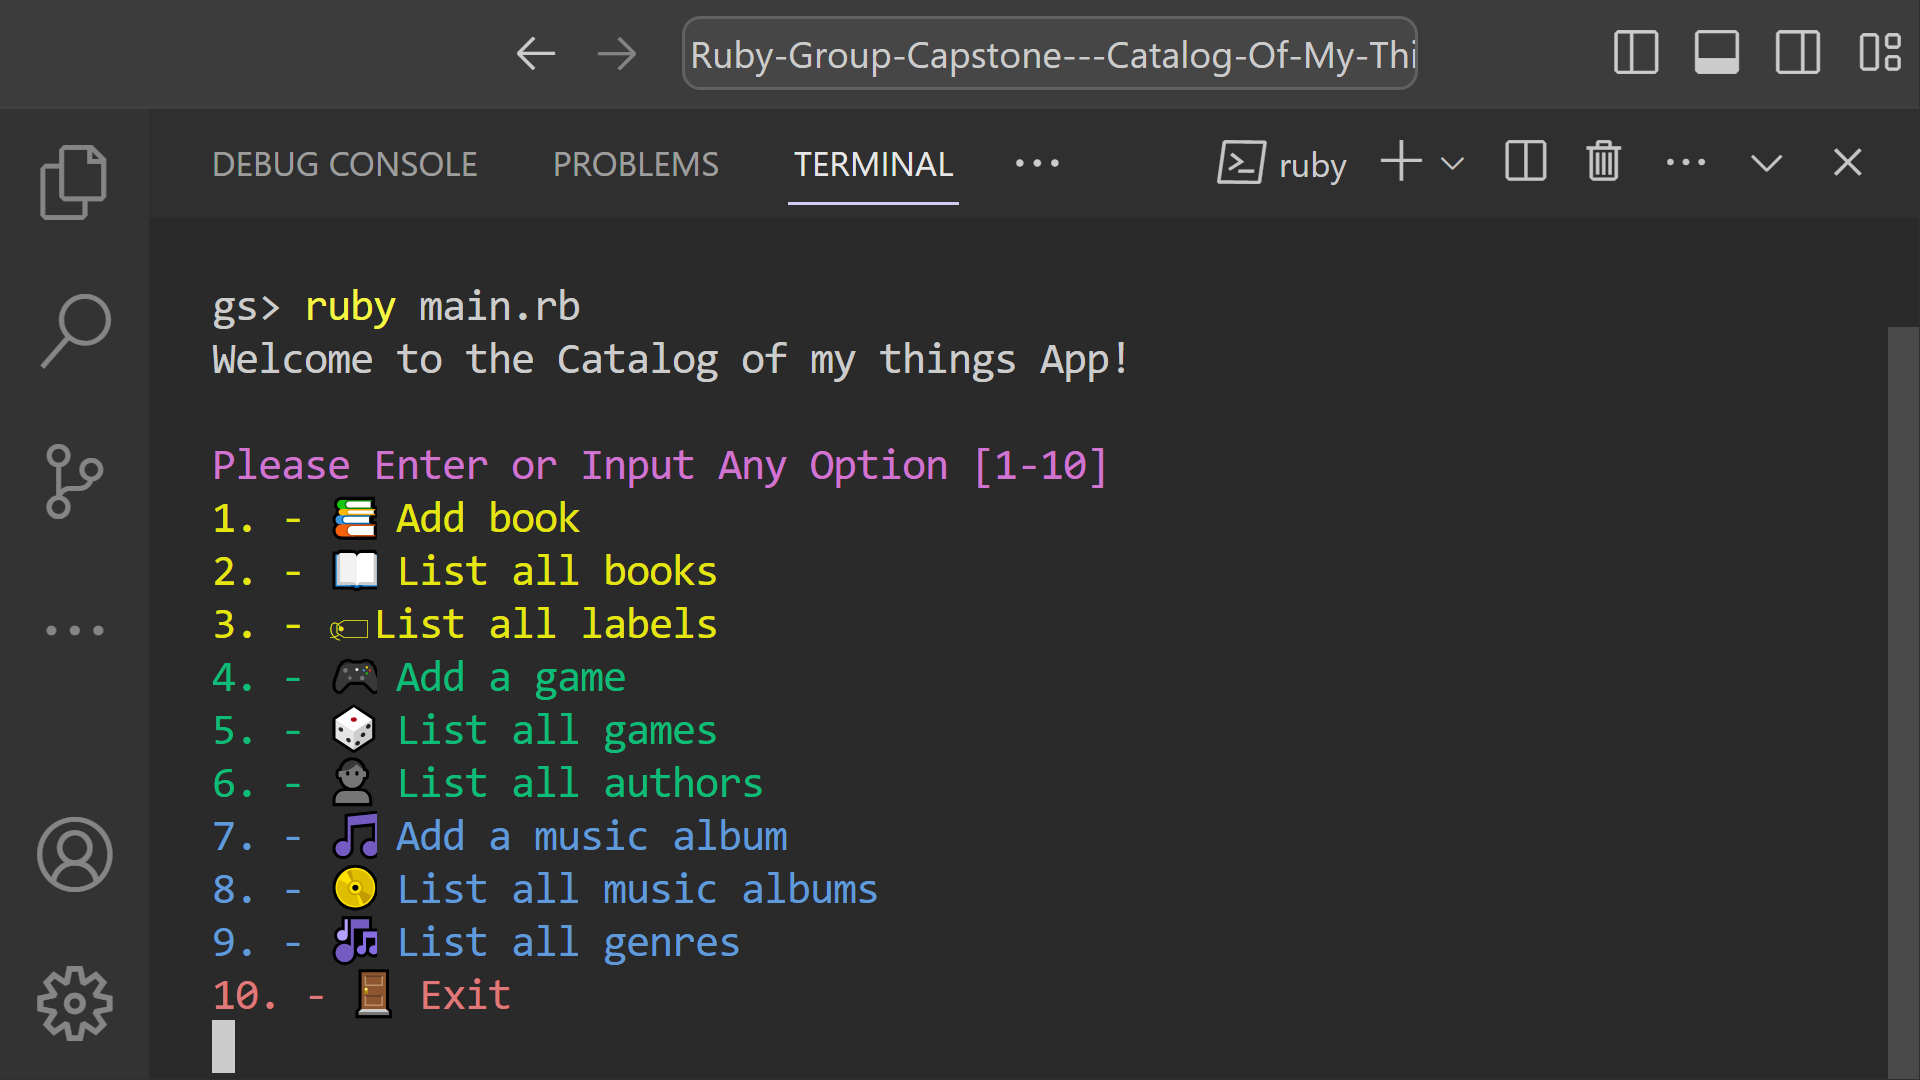 Ruby-Group-Capstone---Catalog-Of-My-Thi
DEBUG CONSOLE PROBLEMS TERMINAL ruby
gs> ruby main.rb
Welcome to the Catalog of my things App!
Please Enter or Input Any Option [1-10]
1. - 📚 Add book
2. - 📖 List all books
3. - 🏷List all labels
4. - 🎮 Add a game
5. - 🎲 List all games
6. - 👤 List all authors
7. - 🎵 Add a music album
8. - 📀 List all music albums
9. - 🎶 List all genres
10. - 🚪 Exit